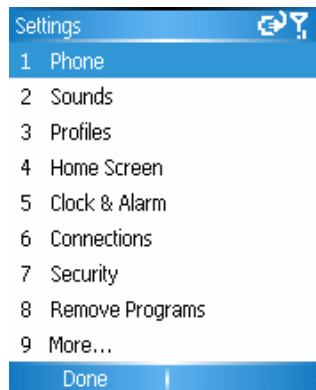 Settings
1 Phone
2 Sounds
3 Profiles
4 Home Screen
5 Clock & Alarm
6 Connections
7 Security
8 Remove Programs
9 More...
Done